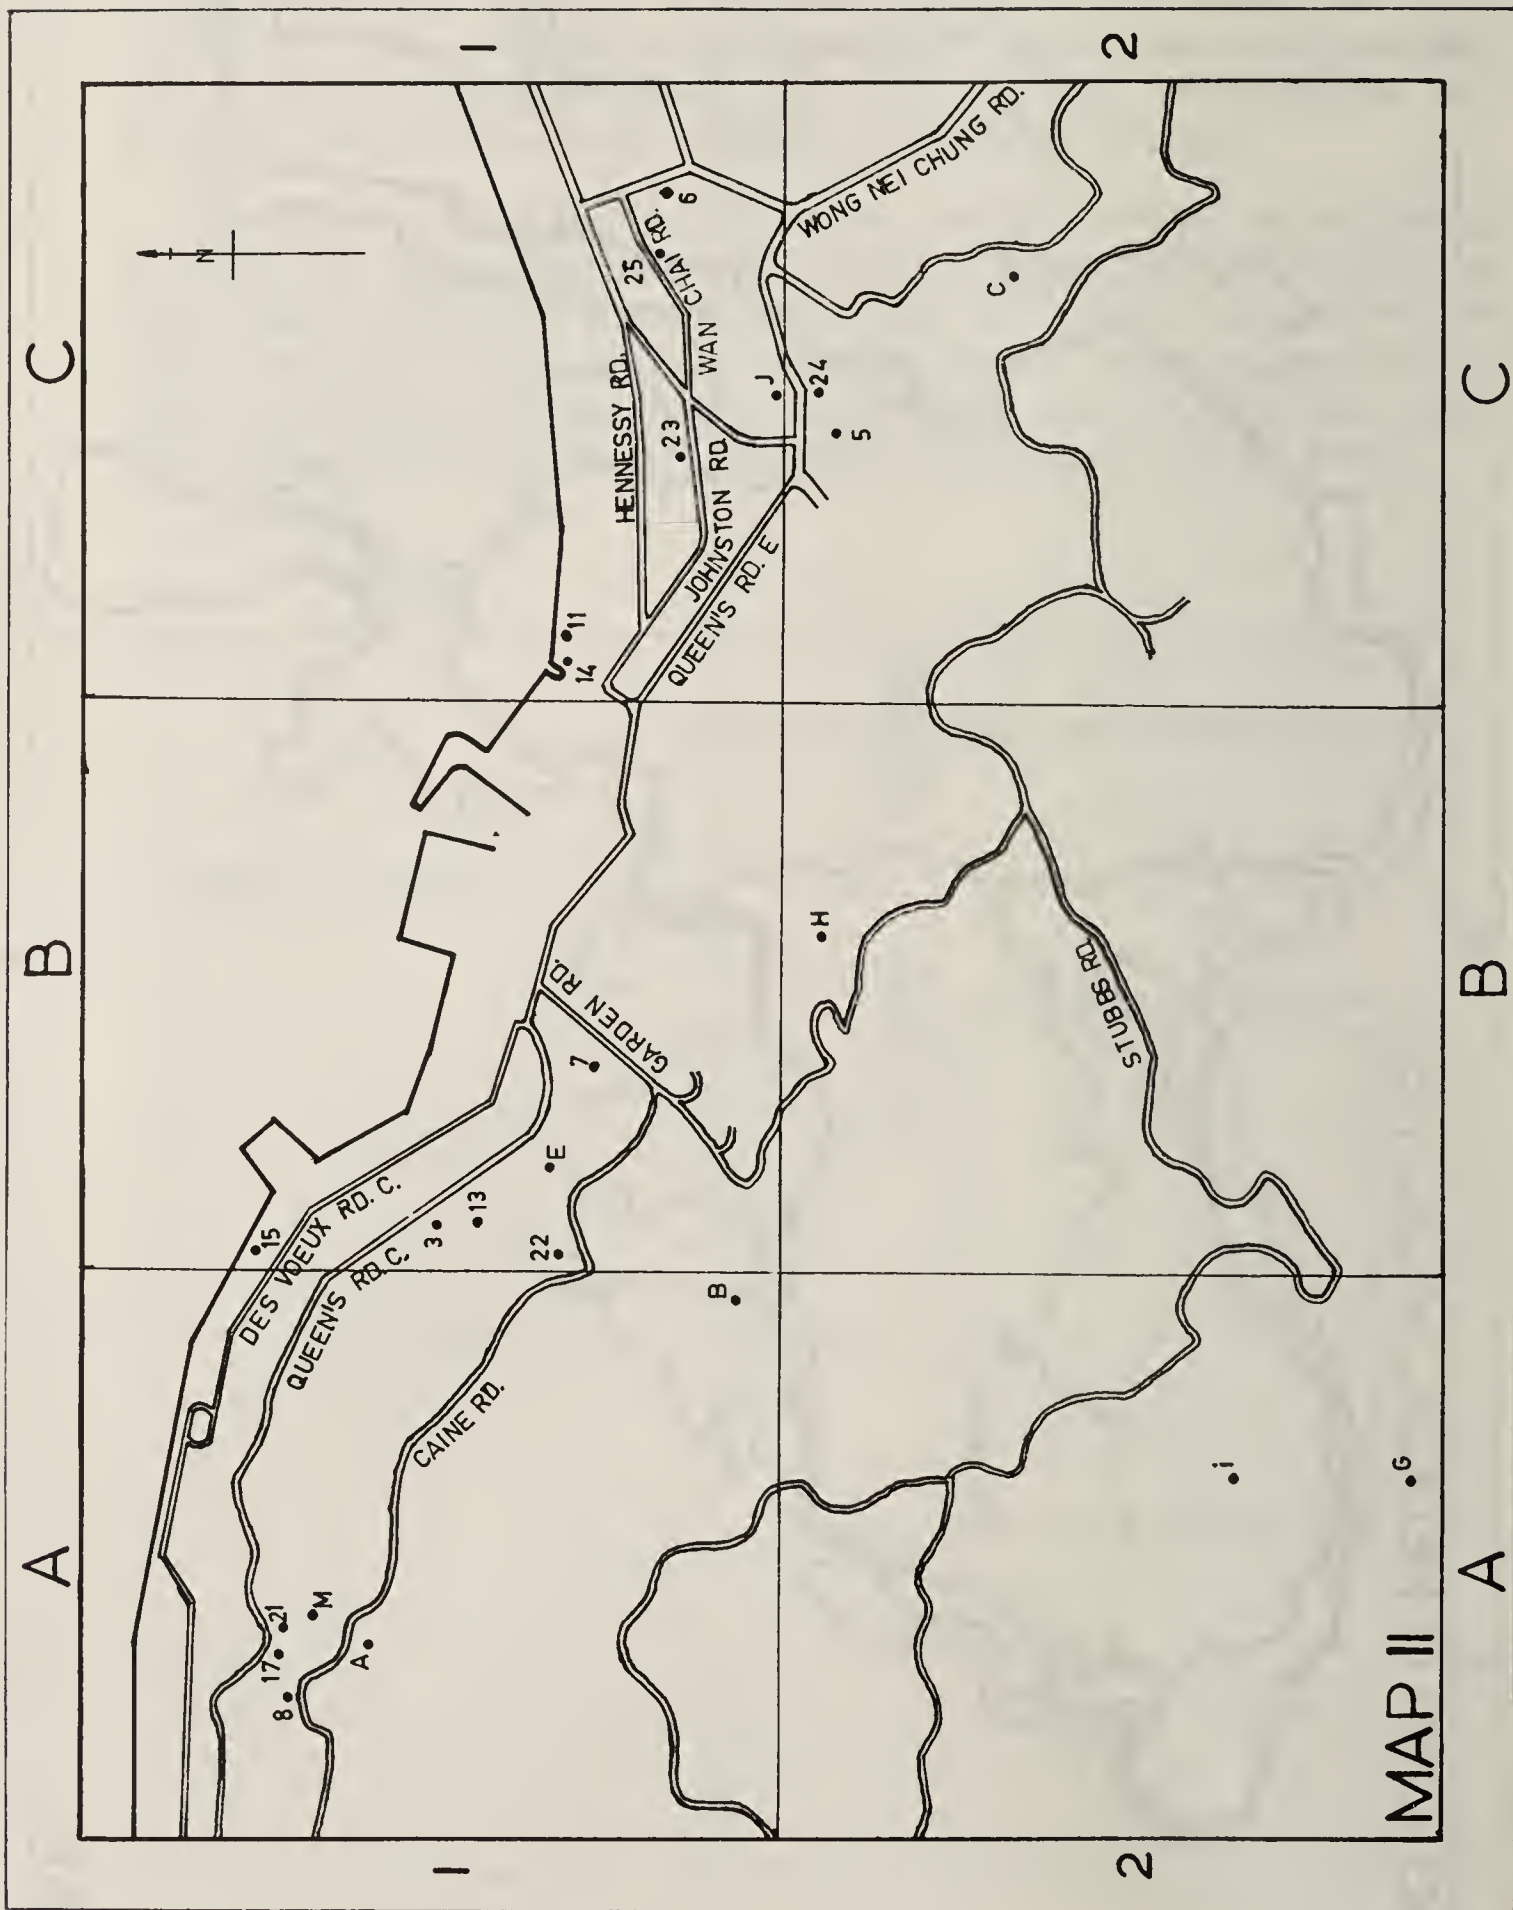 A
B
C
1
1
2
2
N
DES VOEUX RD. C.
QUEEN'S RD. C.
CAINE RD.
GARDEN RD.
HENNESSY RD.
JOHNSTON RD.
QUEEN'S RD. E
WAN CHAI RD.
WONG NEI CHUNG RD.
STUBBS RD.
15
17
21
8
M
A
3
13
22
E
7
B
14
11
23
25
6
J
24
5
C
H
i
G
MAP II
A
B
C